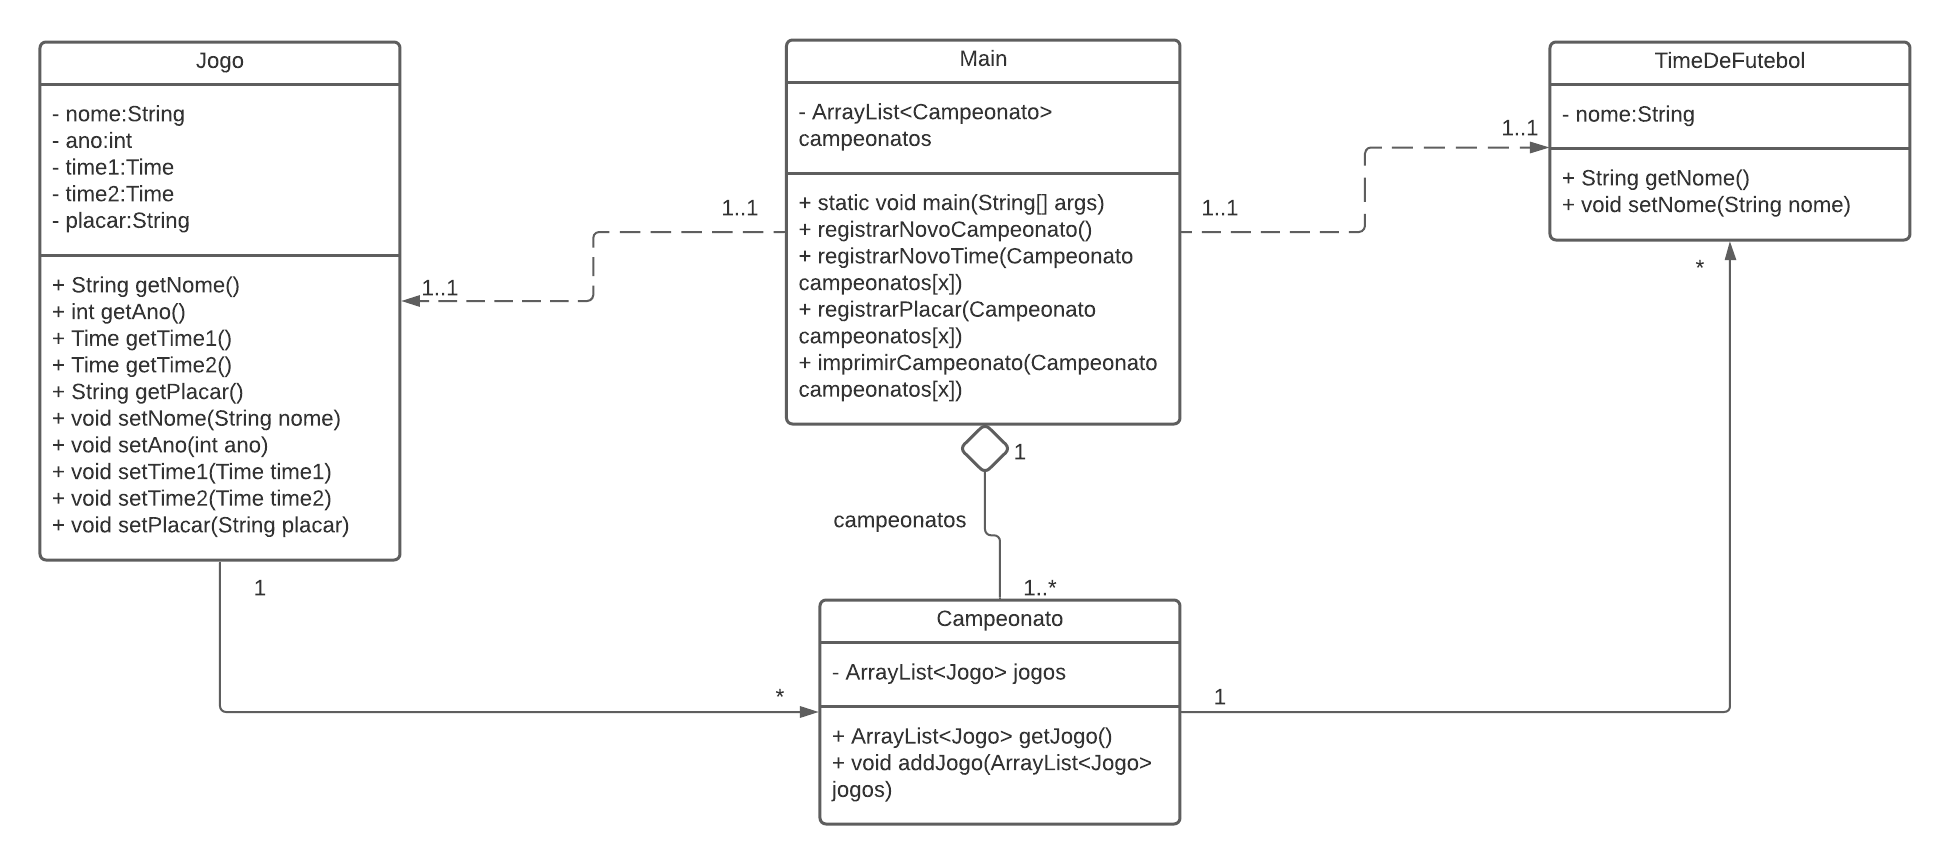 Jogo
- nome:String
- ano:int
- time1:Time
- time2:Time
- placar:String
+ String getNome()
+ int getAno()
+ Time getTime1()
+ Time getTime2()
+ String getPlacar()
+ void setNome(String nome)
+ void setAno(int ano)
+ void setTime1(Time time1)
+ void setTime2(Time time2)
+ void setPlacar(String placar)
1..1
1..1
Main
- ArrayList<Campeonato>
campeonatos
+ static void main(String[] args)
+ registrarNovoCampeonato()
+ registrarNovoTime(Campeonato
campeonatos[x])
+ registrarPlacar(Campeonato
campeonatos[x])
+ imprimirCampeonato(Campeonato
campeonatos[x])
1..1
1..1
TimeDeFutebol
- nome:String
+ String getNome()
+ void setNome(String nome)
*
1
campeonatos
1..*
1
*
Campeonato
- ArrayList<Jogo> jogos
+ ArrayList<Jogo> getJogo()
+ void addJogo(ArrayList<Jogo>
jogos)
1